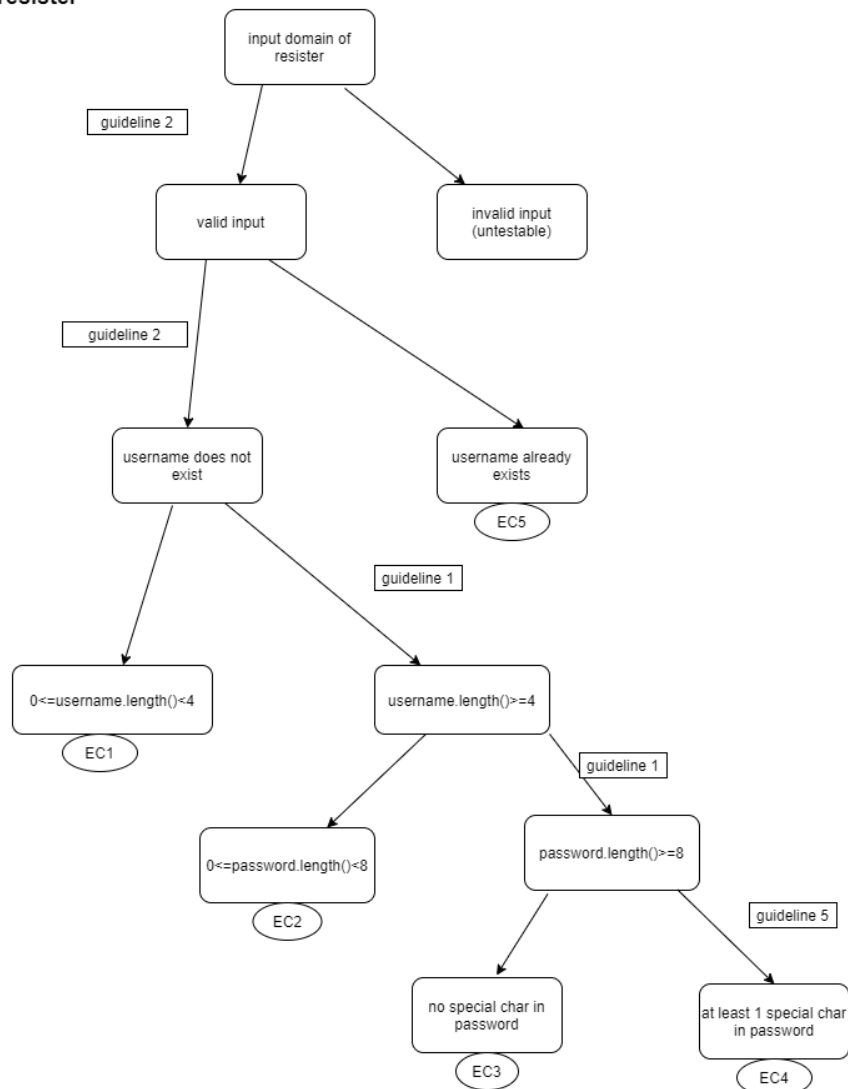 resister
input domain of
resister
guideline 2
valid input
invalid input
(untestable)
guideline 2
username does not
exist
username already
exists
EC5
guideline 1
0<=username.length()<4
username.length()>=4
EC1
guideline 1
0<=password.length()<8
password.length()>=8
EC2
guideline 5
no special char in
password
at least 1 special char
in password
EC3
EC4